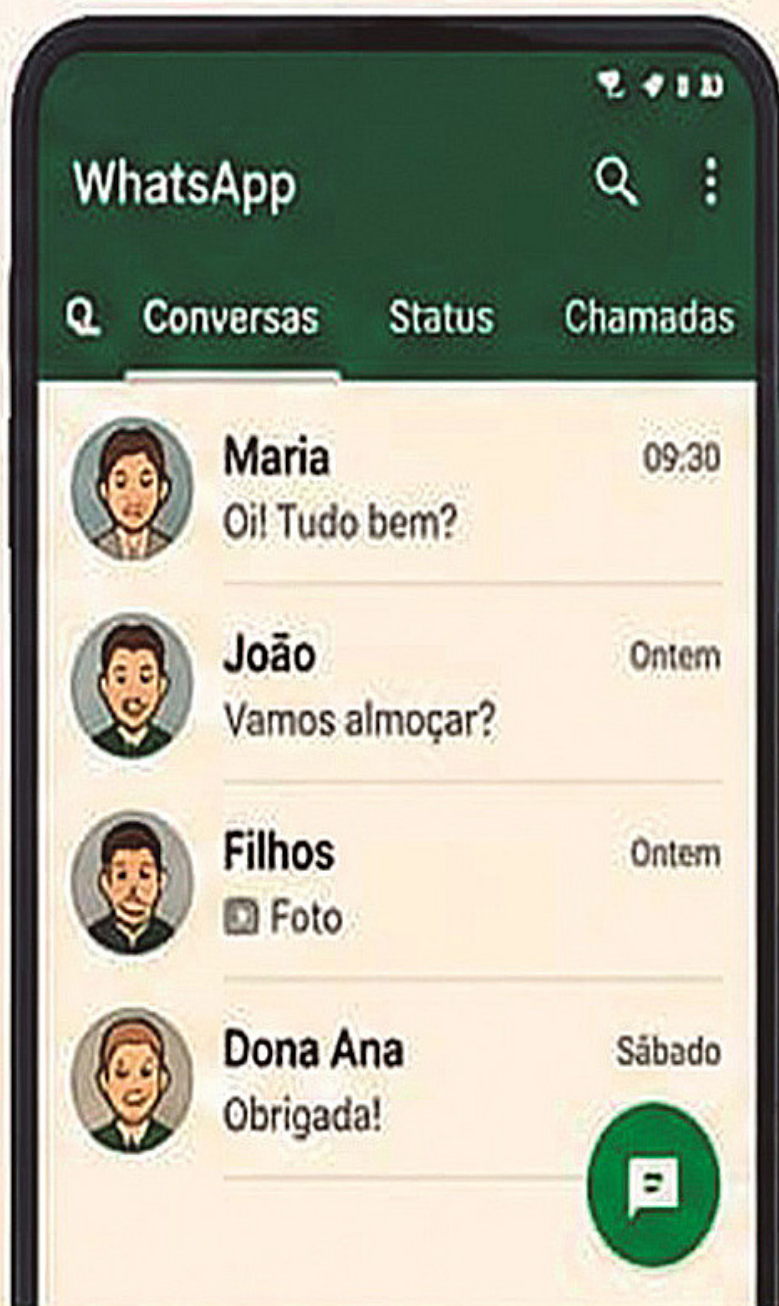 WhatsApp
Conversas Status Chamadas
Maria 09:30
Oi! Tudo bem?
João Ontem
Vamos almoçar?
Filhos Ontem
Foto
Dona Ana Sábado
Obrigada!